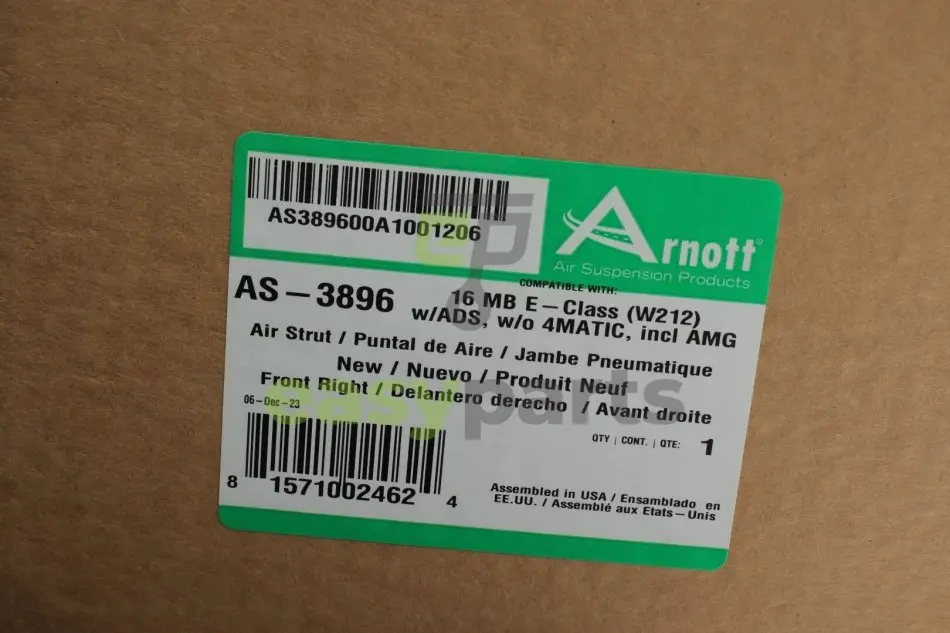 AS389600A1001206
Arnott®
Air Suspension Products
AS-3896
COMPATIBLE WITH:
16 MB E-Class (W212)
w/ADS, w/o 4MATIC, incl AMG
Air Strut / Puntal de Aire / Jambe Pneumatique
New / Nuevo / Produit Neuf
Front Right / Delantero derecho / Avant droite
06-Dec-23
QTY | CONT. | QTE: 1
8 1571002462 4
Assembled in USA / Ensamblado en
EE.UU. / Assemblé aux Etats-Unis
easyparts